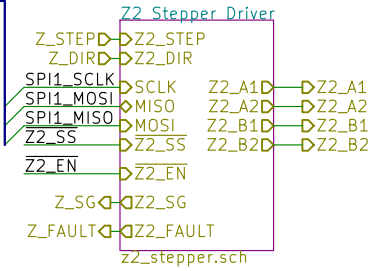 Z2 Stepper Driver
Z_STEP Z2_STEP
Z_DIR Z2_DIR
SPI1_SCLK SCLK Z2_A1 Z2_A1
SPI1_MOSI MISO Z2_A2 Z2_A2
SPI1_MISO MOSI Z2_B1 Z2_B1
Z2_SS Z2_SS Z2_B2 Z2_B2
Z2_EN Z2_EN
Z_SG Z2_SG
Z_FAULT Z2_FAULT
z2_stepper.sch